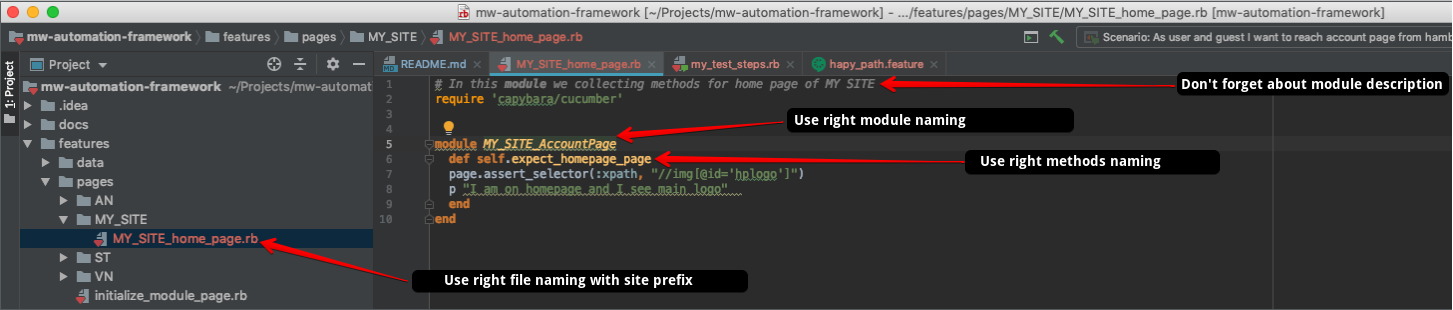 mw-automation-framework [~/Projects/mw-automation-framework] – .../features/pages/MY_SITE/MY_SITE_home_page.rb [mw-automation-framework]
mw-automation-framework features pages MY_SITE MY_SITE_home_page.rb Scenario: As user and guest I want to reach account page from hamb
1: Project
Project
README.md MY_SITE_home_page.rb my_test_steps.rb hapy_path.feature
mw-automation-framework ~/Projects/mw-automation
.idea
docs
features
data
pages
AN
MY_SITE
MY_SITE_home_page.rb
ST
VN
initialize_module_page.rb
1 # In this module we collecting methods for home page of MY SITE
2 require 'capybara/cucumber'
3
4
5 module MY_SITE_AccountPage
6 def self.expect_homepage_page
7 page.assert_selector(:xpath, "//img[@id='hplogo']")
8 p "I am on homepage and I see main logo"
9 end
10 end
Don't forget about module description
Use right module naming
Use right methods naming
Use right file naming with site prefix